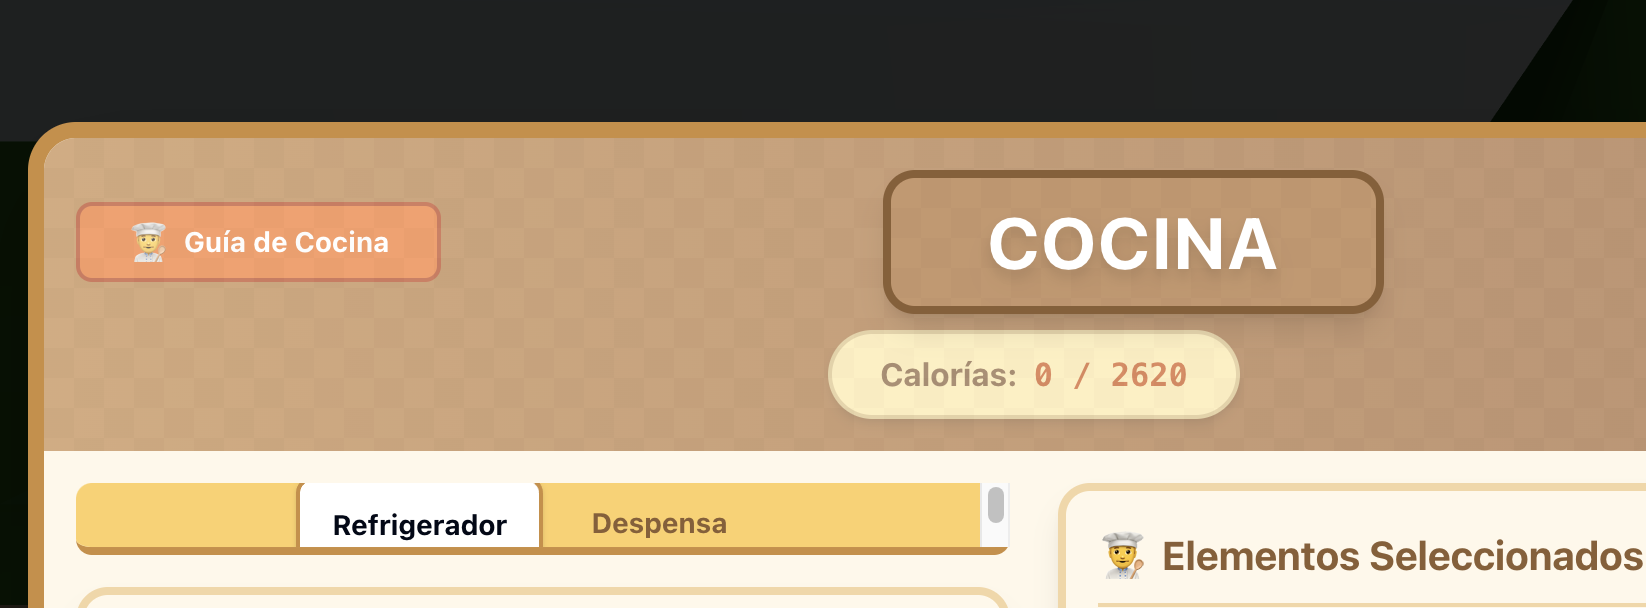 Guía de Cocina
COCINA
Calorías: 0 / 2620
Refrigerador
Despensa
Elementos Seleccionados